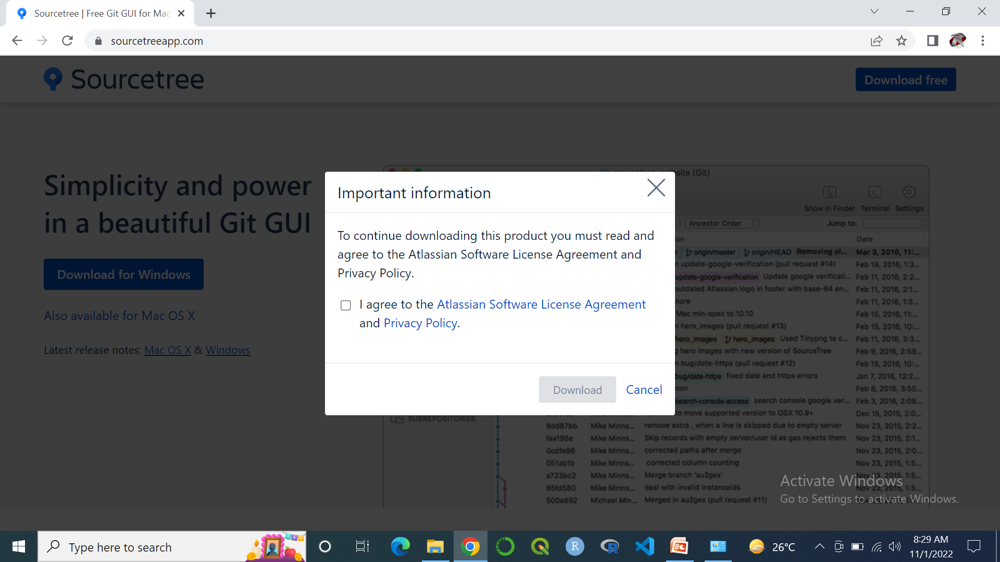 Sourcetree | Free Git GUI for Mac
sourcetreeapp.com
Sourcetree
Download free
Simplicity and power
in a beautiful Git GUI
Download for Windows
Also available for Mac OS X
Latest release notes: Mac OS X & Windows
Important information
To continue downloading this product you must read and
agree to the Atlassian Software License Agreement and
Privacy Policy.
I agree to the Atlassian Software License Agreement
and Privacy Policy.
Download Cancel
(Git)
Show in Finder Terminal Settings
Ancestor Order Jump to:
Date
origin/master origin/HEAD Removing ol... Mar 3, 2016, 11:...
update-google-verification (pull request #14) Feb 18, 2016, 1:3...
update-google-verification Update google verificati... Feb 11, 2016, 2:2...
outdated Atlassian logo in footer with base-64 en... Feb 11, 2016, 2:1...
Feb 11, 2016, 1:3...
Mac min-spec to 10.10 Feb 15, 2016, 11:...
hero_images (pull request #13) Feb 15, 2016, 10:...
hero_images hero_images Used Tinypng to c... Feb 11, 2016, 3:3...
hero images with new version of SourceTree Feb 9, 2016, 2:59...
bug/date-https (pull request #12) Feb 15, 2016, 10:...
bug/date-https fixed date and https errors Jan 7, 2016, 12:2...
Feb 8, 2016, 3:55...
search-console-access search console google ver... Feb 3, 2016, 2:09...
to move supported version to OSX 10.9+ Dec 15, 2015, 2:0...
SUBREPOSITORIES
8dd87bb Mike Minns... remove extra , when a line is skipped due to empty server Nov 23, 2015, 2:2...
faa195e Mike Minns... Skip records with empty server/user id as gas rejects them Nov 23, 2015, 2:1...
0cdfe96 Mike Minns... corrected paths after merge Nov 23, 2015, 2:0...
051ab1b Mike Minns... corrected column counting Nov 23, 2015, 1:5...
a723bc2 Mike Minns... Merge branch 'au2gex' Nov 23, 2015, 1:5...
65fd580 Mike Minns... deal with invalid instanceids Nov 23, 2015, 1:5...
500a892 Michael Min... Merged in au2gex (pull request #11)
Activate Windows
Go to Settings to activate Windows.
Type here to search
26°C
8:29 AM
11/1/2022